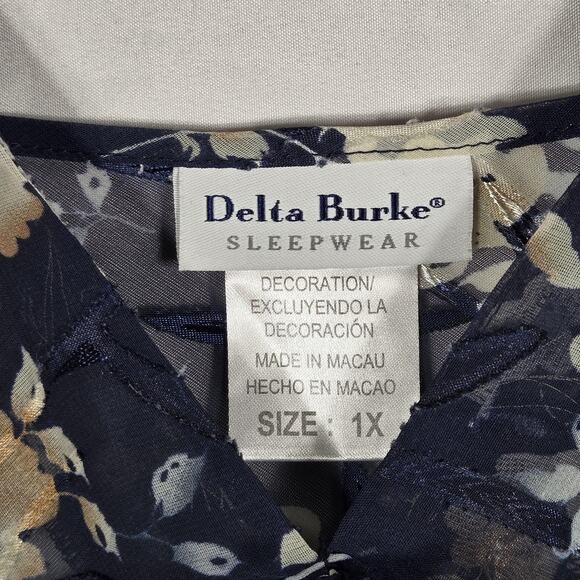 Delta Burke®
SLEEPWEAR
DECORATION/
EXCLUYENDO LA
DECORACIÓN
MADE IN MACAU
HECHO EN MACAO
SIZE : 1X